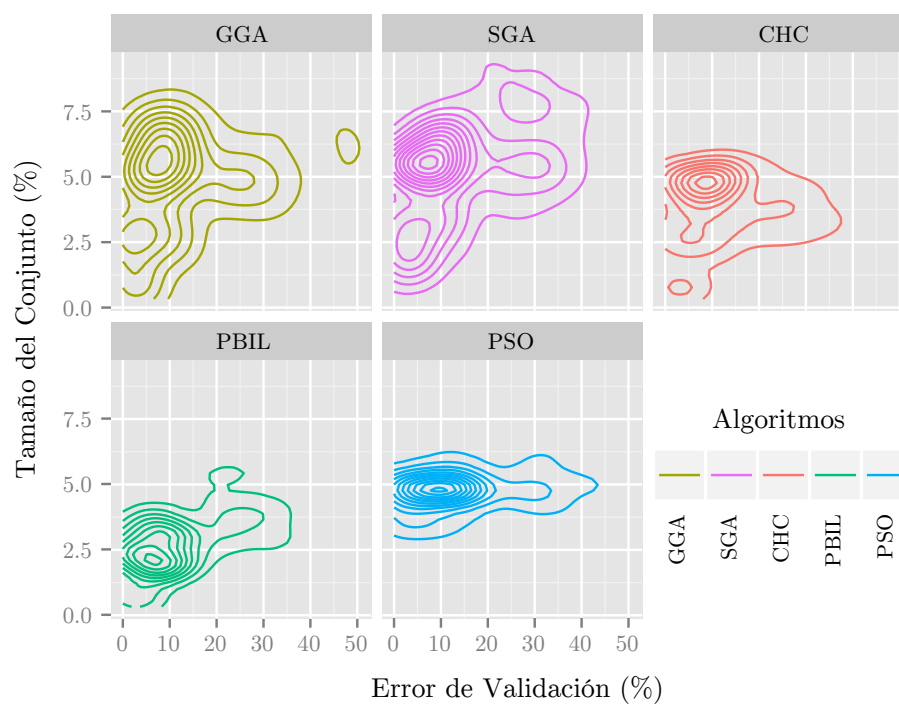 GGA SGA CHC
7.5
5.0
2.5
0.0
Tamaño del Conjunto (%)
PBIL PSO
7.5
5.0
2.5
0.0
0 10 20 30 40 50 0 10 20 30 40 50
Error de Validación (%)
Algoritmos
GGA SGA CHC PBIL PSO